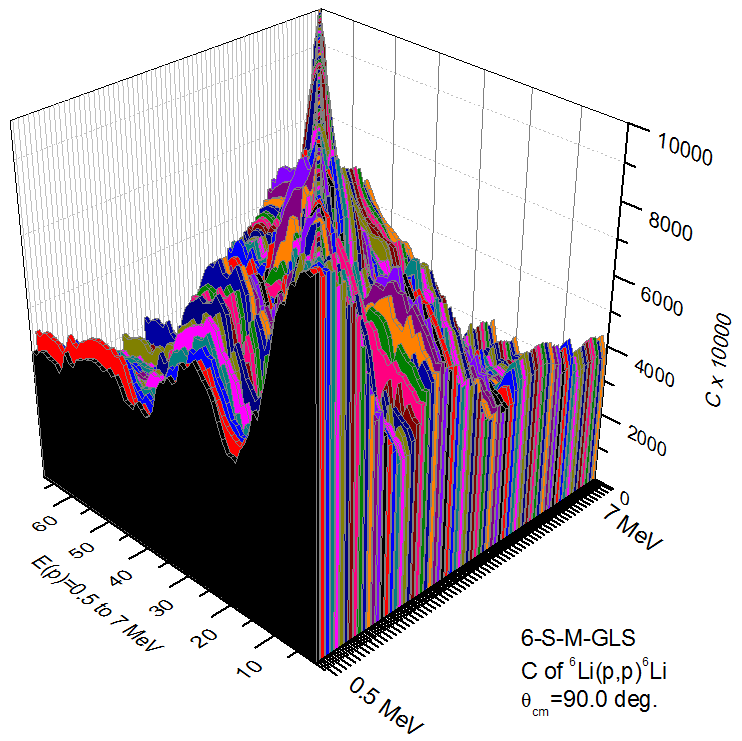 10000
8000
6000
4000
2000
0
C x 10000
7 MeV
60
50
40
30
20
10
E(p)=0.5 to 7 MeV
0.5 MeV
6-S-M-GLS
C of ⁶Li(p,p)⁶Li
θcm=90.0 deg.